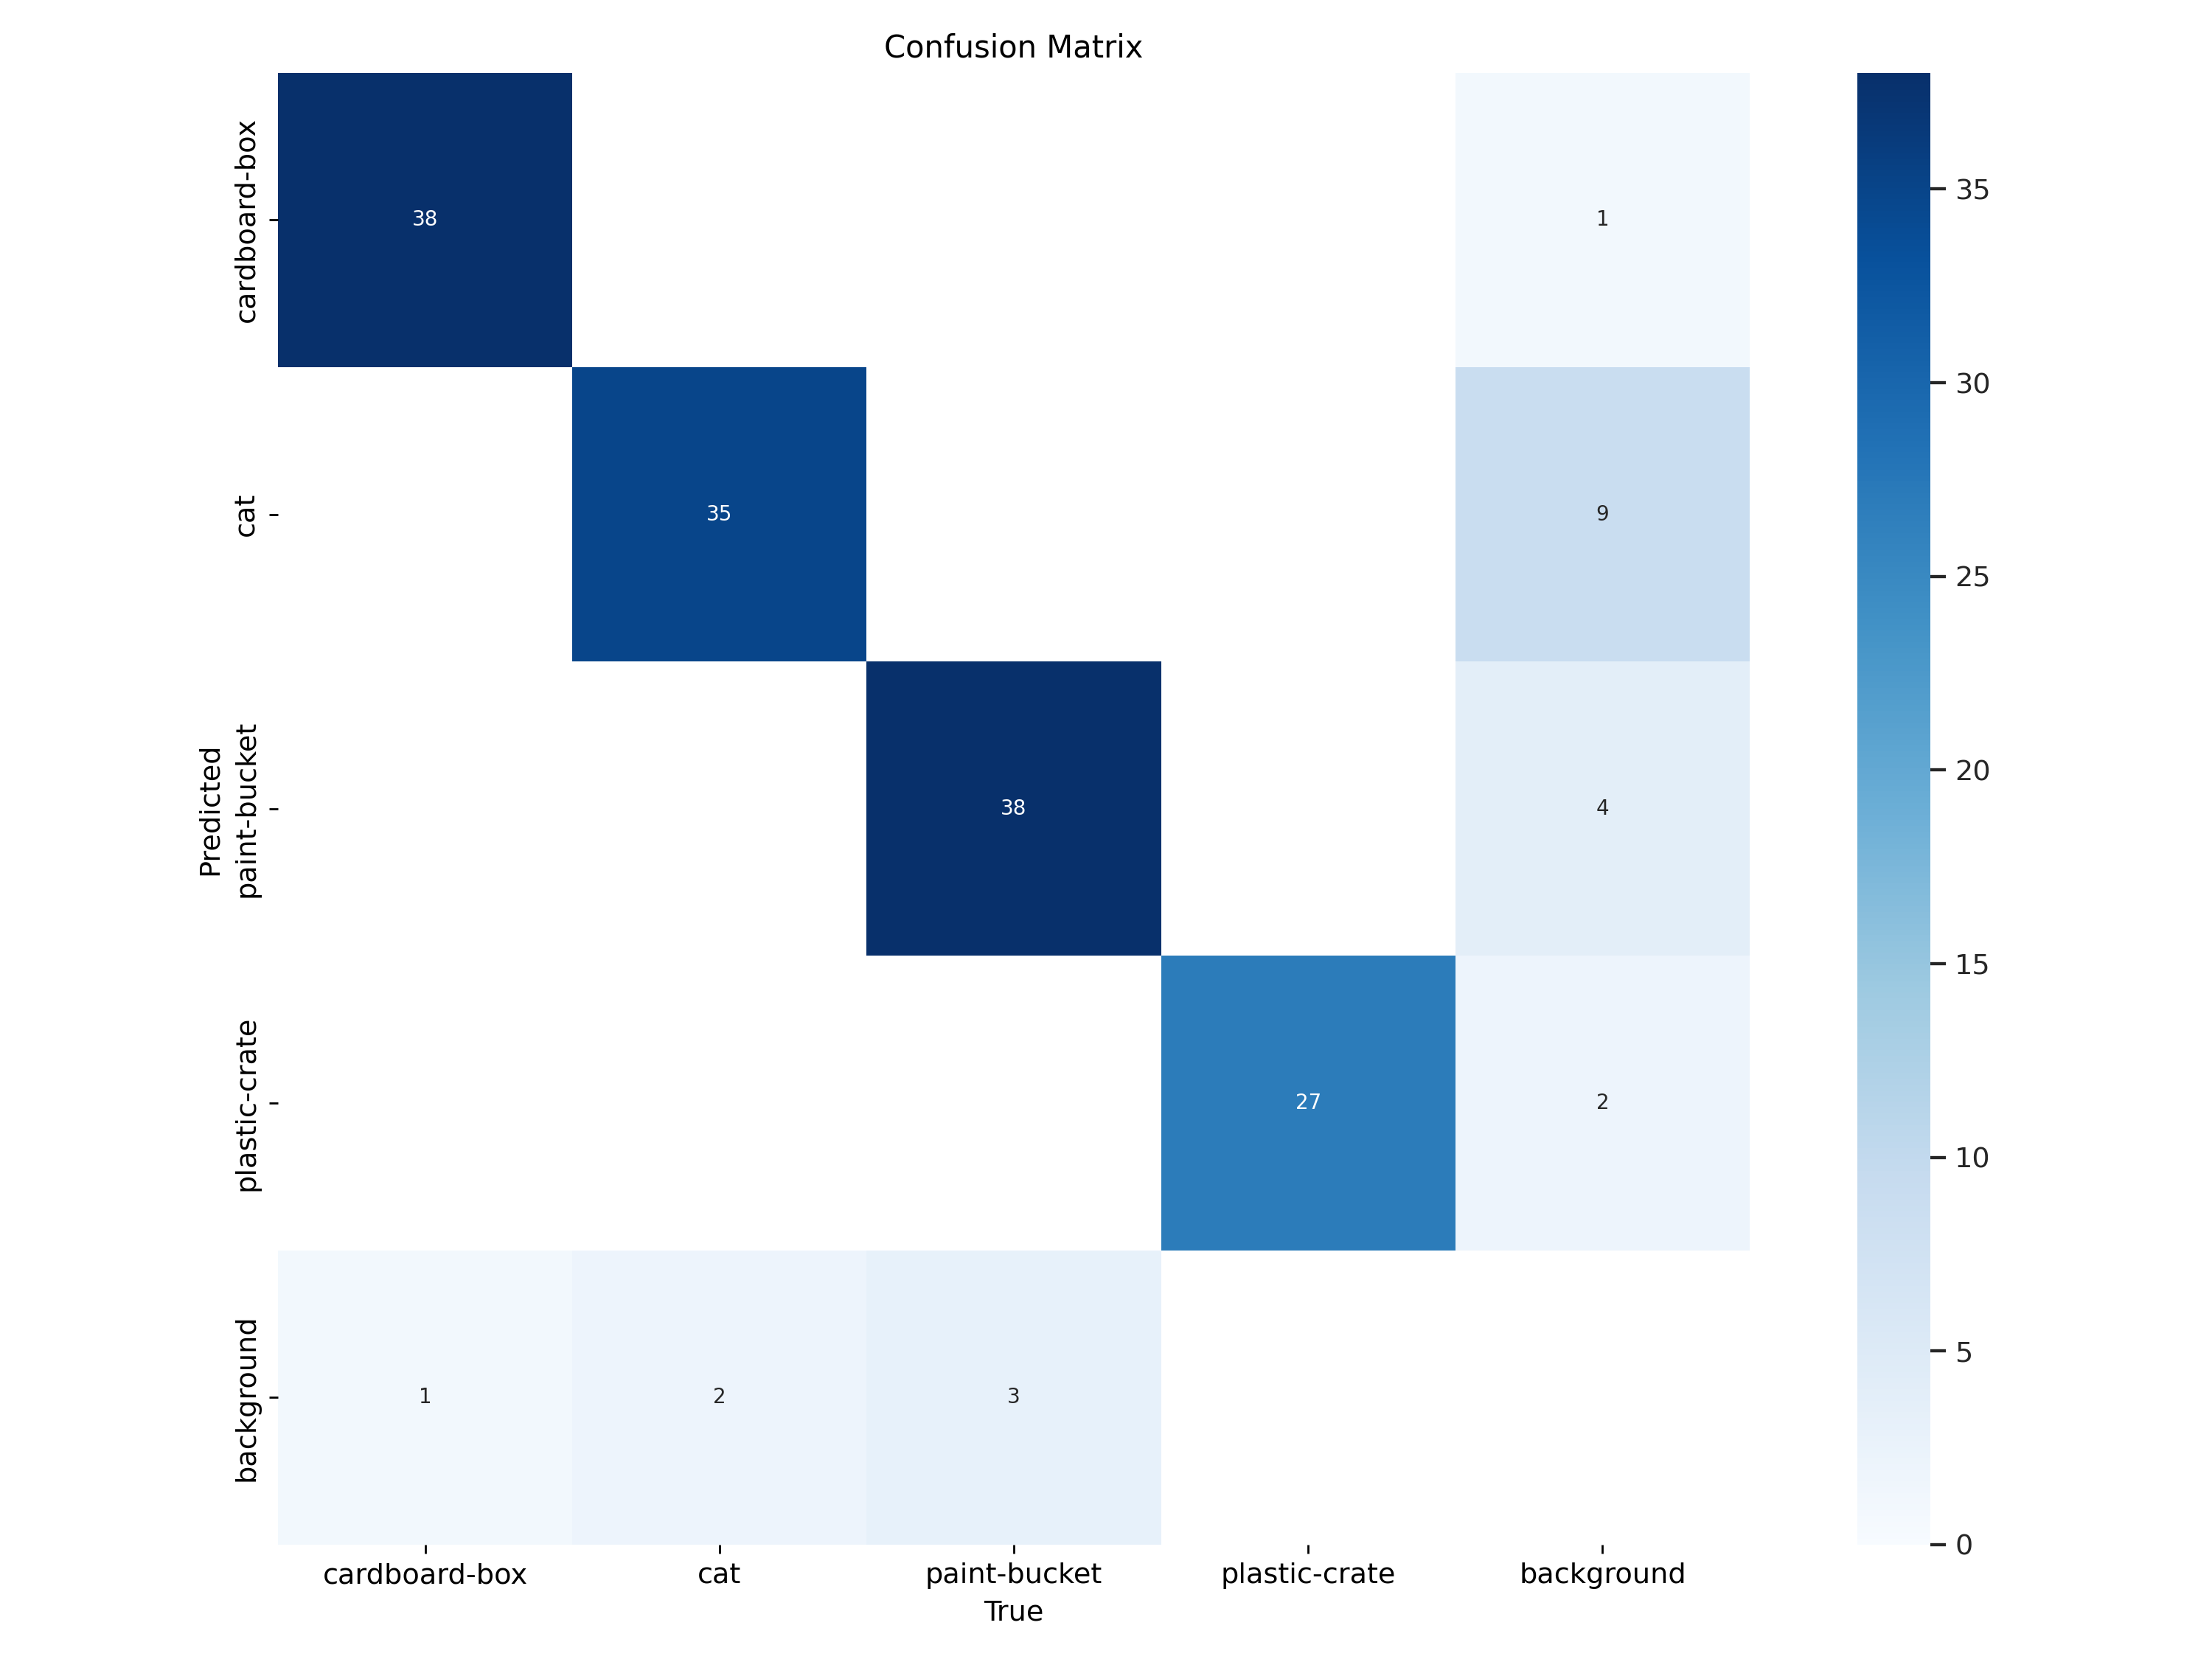 Confusion Matrix
cardboard-box
38
1
35
cat
35
9
30
25
Predicted
paint-bucket
38
4
20
15
plastic-crate
27
2
10
background
1
2
3
5
0
cardboard-box cat paint-bucket plastic-crate background
True